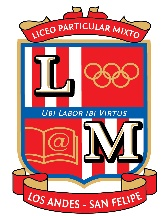 LICEO PARTICULAR MIXTO
L
UBI LABOR IBI VIRTUS
@
M
LOS ANDES - SAN FELIPE